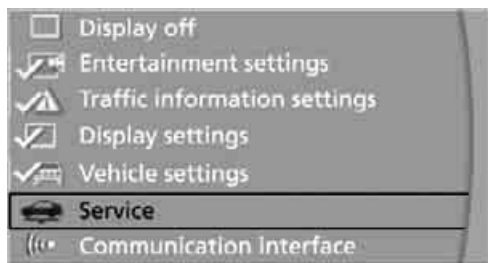 Display off
Entertainment settings
Traffic information settings
Display settings
Vehicle settings
Service
Communication interface